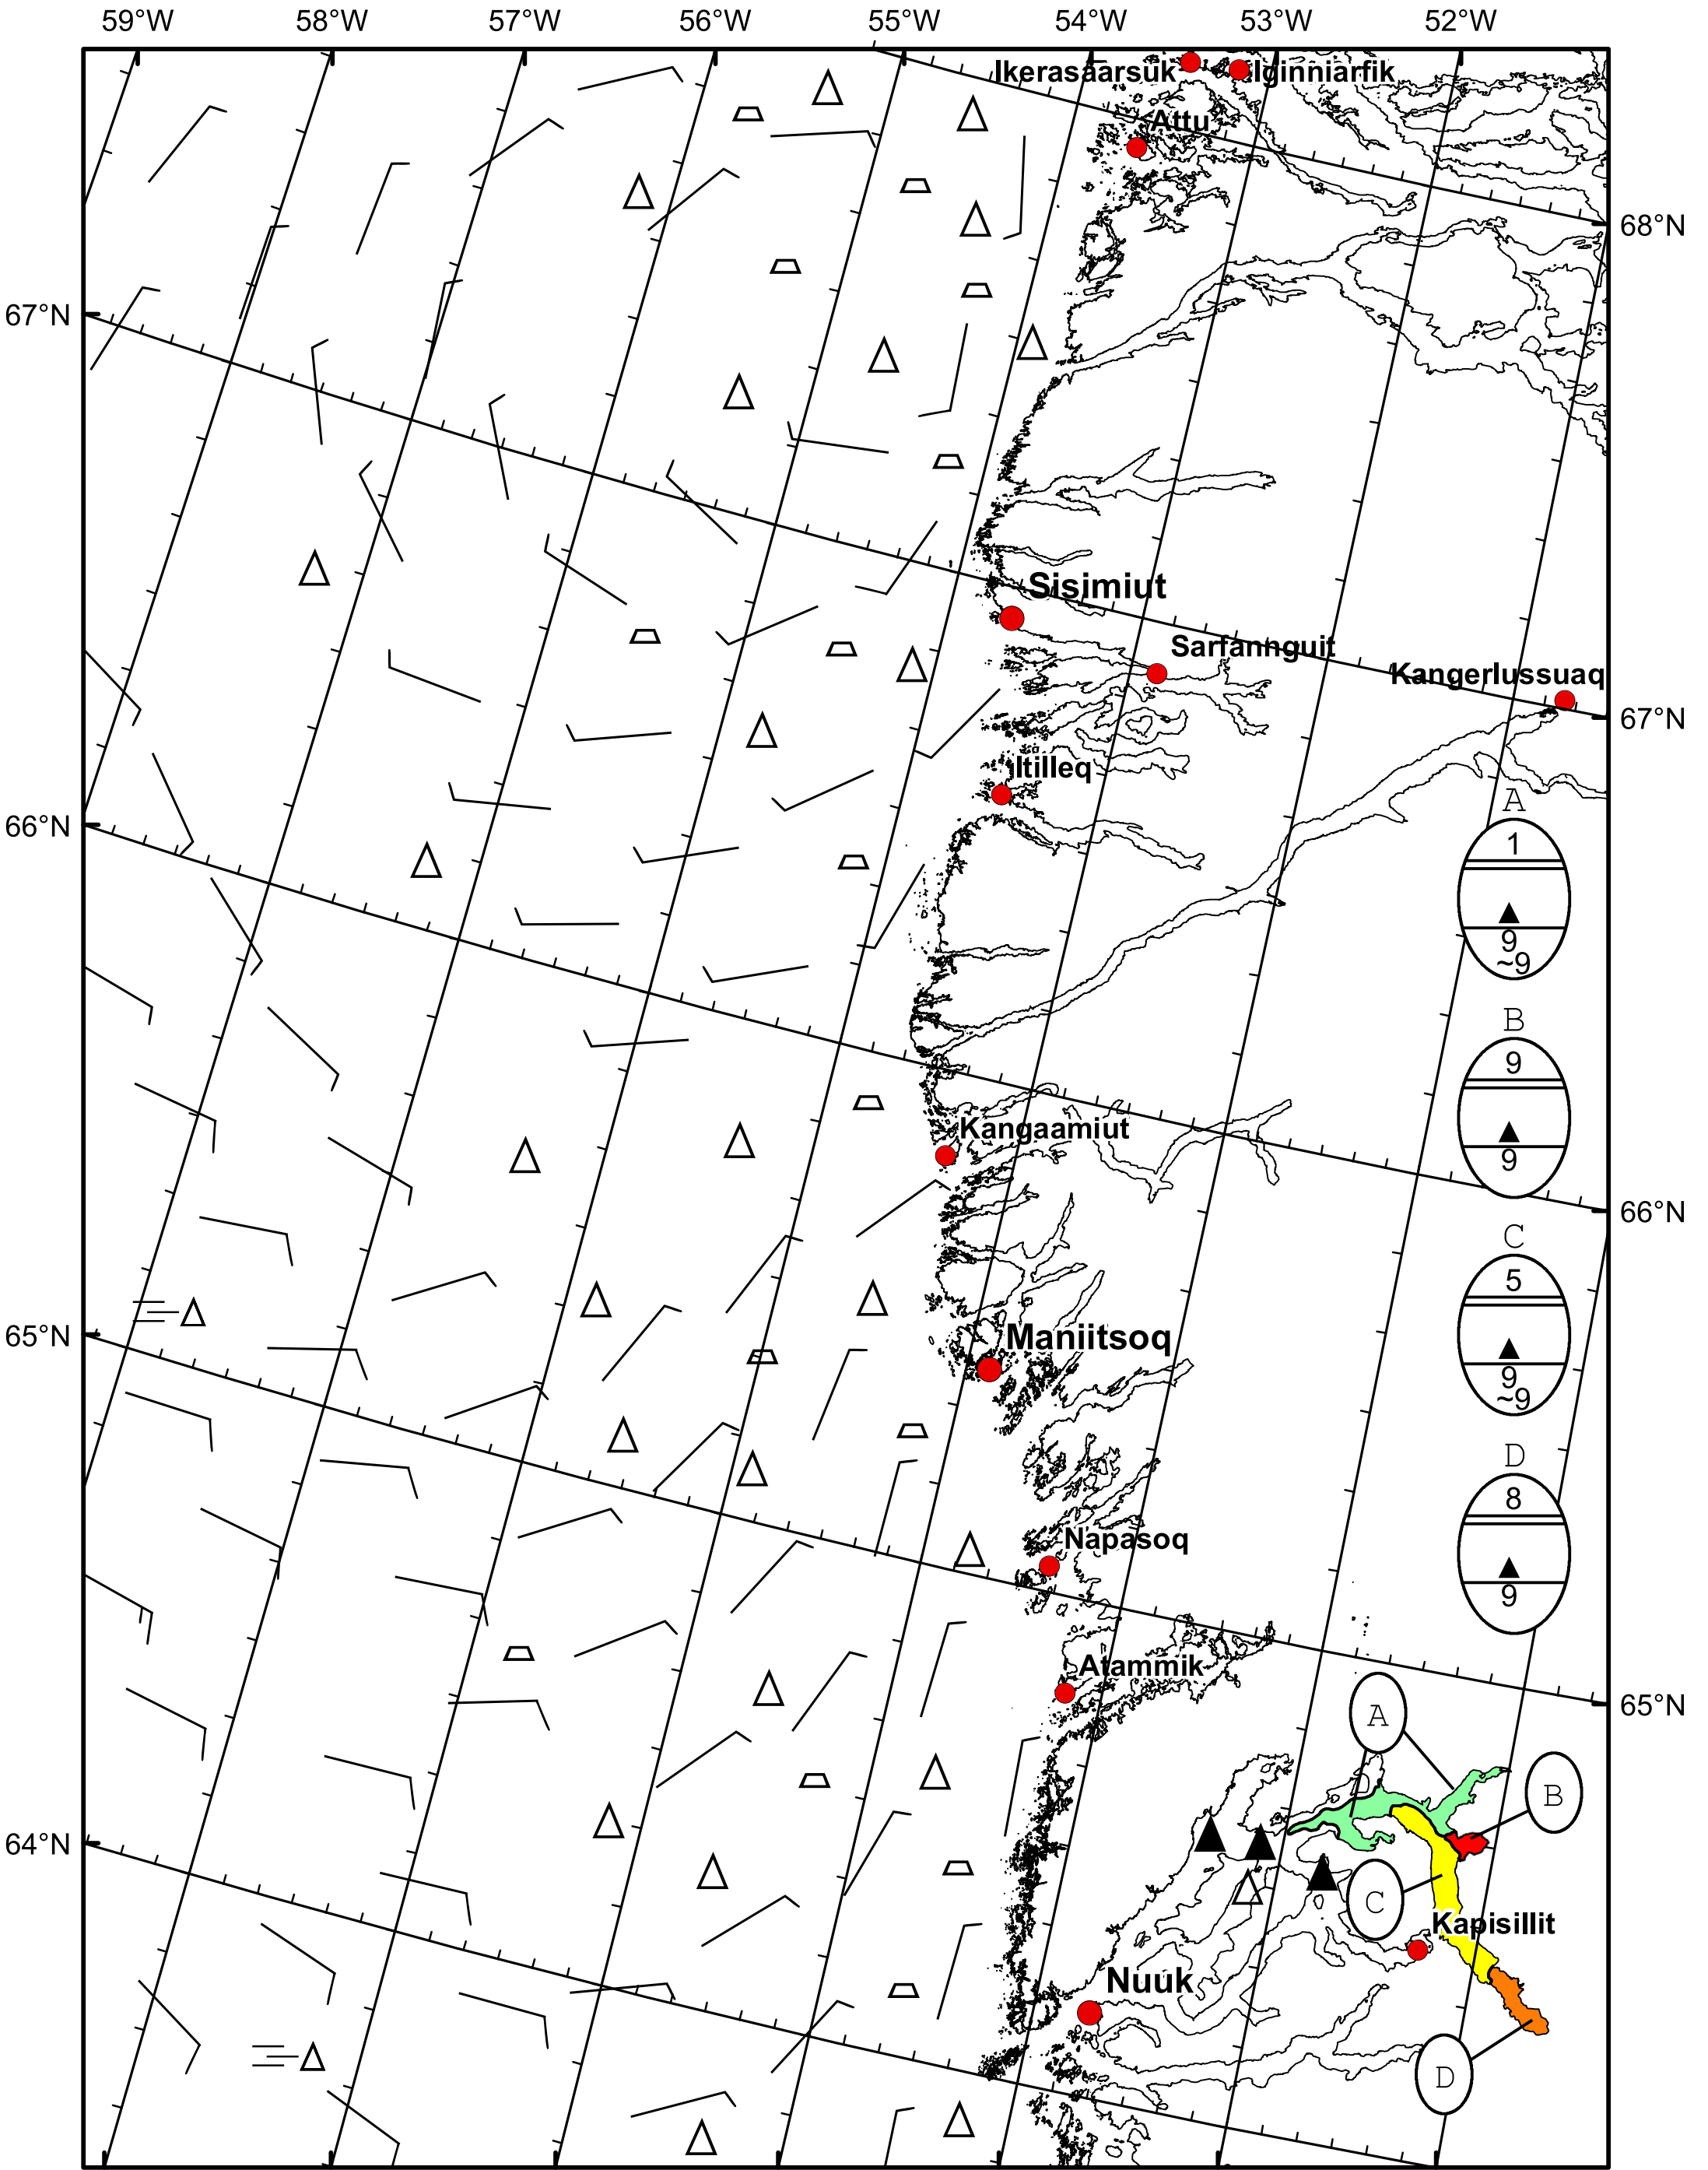 59°W 58°W 57°W 56°W 55°W 54°W 53°W 52°W
Ikerasaarsuk Iginniarfik
Attu
68°N
67°N
Sisimiut
Sarfannguit
Kangerlussuaq
67°N
Itilleq
A
66°N
1
9
~9
B
9
9
Kangaamiut
66°N
C
5
65°N
Maniitsoq
9
~9
D
8
Napasoq
9
Atammik
65°N
A
D
B
64°N
C
Kapisillit
Nuuk
D